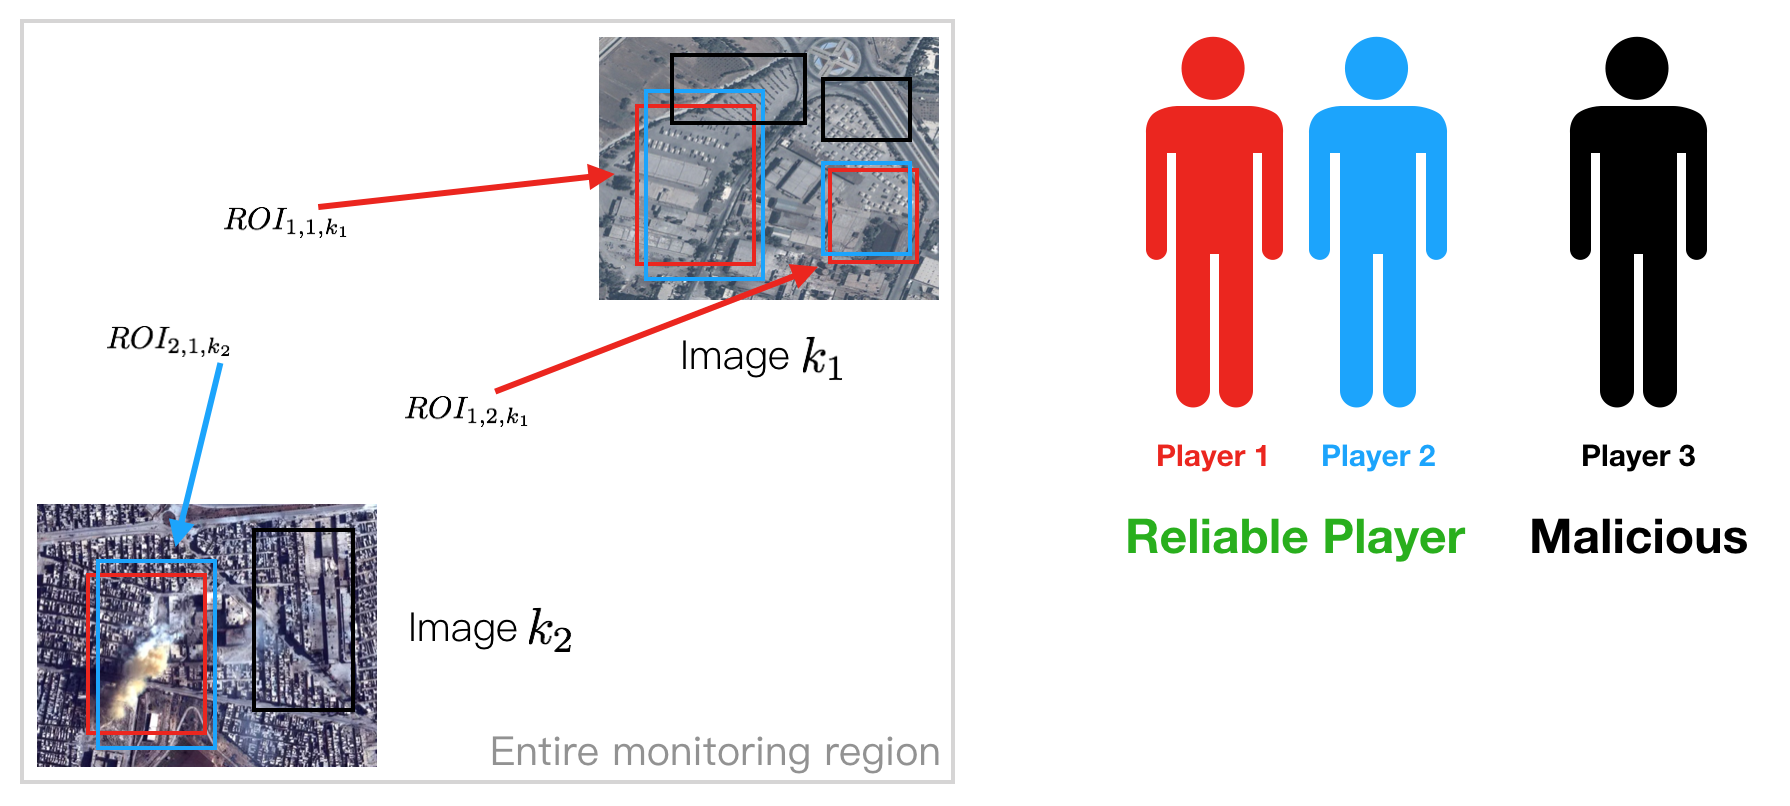 ROI_{1,1,k_1}
Image k_1
ROI_{2,1,k_2}
ROI_{1,2,k_1}
Image k_2
Entire monitoring region
Player 1
Player 2
Player 3
Reliable Player
Malicious